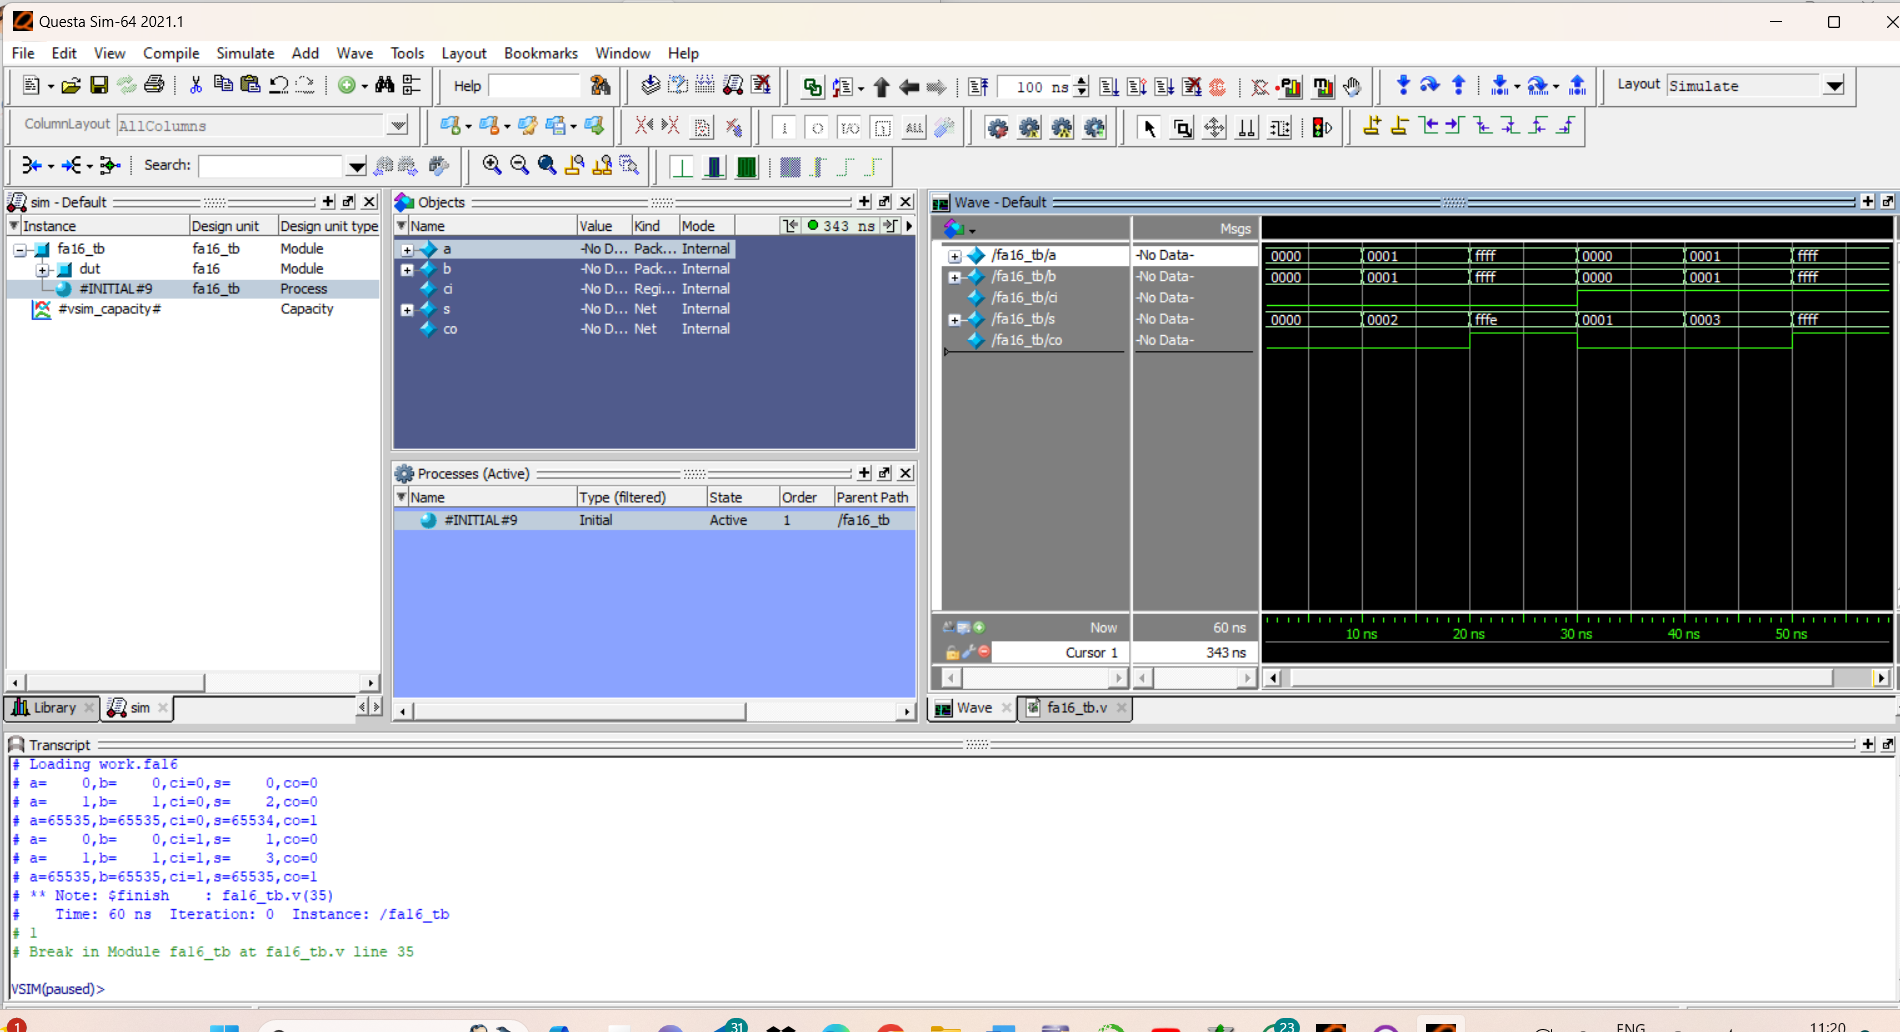 Questa Sim-64 2021.1
File Edit View Compile Simulate Add Wave Tools Layout Bookmarks Window Help
Help
100 ns
Layout Simulate
ColumnLayout AllColumns
ALL
Search:
sim - Default
Instance Design unit Design unit type
fa16_tb fa16_tb Module
dut fa16 Module
#INITIAL#9 fa16_tb Process
#vsim_capacity# Capacity
Library sim
Objects
Name Value Kind Mode 343 ns
a -No D... Pack... Internal
b -No D... Pack... Internal
ci -No D... Regi... Internal
s -No D... Net Internal
co -No D... Net Internal
Processes (Active)
Name Type (filtered) State Order Parent Path
#INITIAL#9 Initial Active 1 /fa16_tb
Wave - Default
Msgs
/fa16_tb/a -No Data- 0000 0001 ffff 0000 0001 ffff
/fa16_tb/b -No Data- 0000 0001 ffff 0000 0001 ffff
/fa16_tb/ci -No Data-
/fa16_tb/s -No Data- 0000 0002 fffe 0001 0003 ffff
/fa16_tb/co -No Data-
Now 60 ns 10 ns 20 ns 30 ns 40 ns 50 ns
Cursor 1 343 ns
Wave fa16_tb.v
Transcript
# Loading work.fa16
# a=    0,b=    0,ci=0,s=    0,co=0
# a=    1,b=    1,ci=0,s=    2,co=0
# a=65535,b=65535,ci=0,s=65534,co=1
# a=    0,b=    0,ci=1,s=    1,co=0
# a=    1,b=    1,ci=1,s=    3,co=0
# a=65535,b=65535,ci=1,s=65535,co=1
# ** Note: $finish    : fa16_tb.v(35)
#    Time: 60 ns  Iteration: 0  Instance: /fa16_tb
# 1
# Break in Module fa16_tb at fa16_tb.v line 35
VSIM(paused)>
1
31
23
ENG
11:20